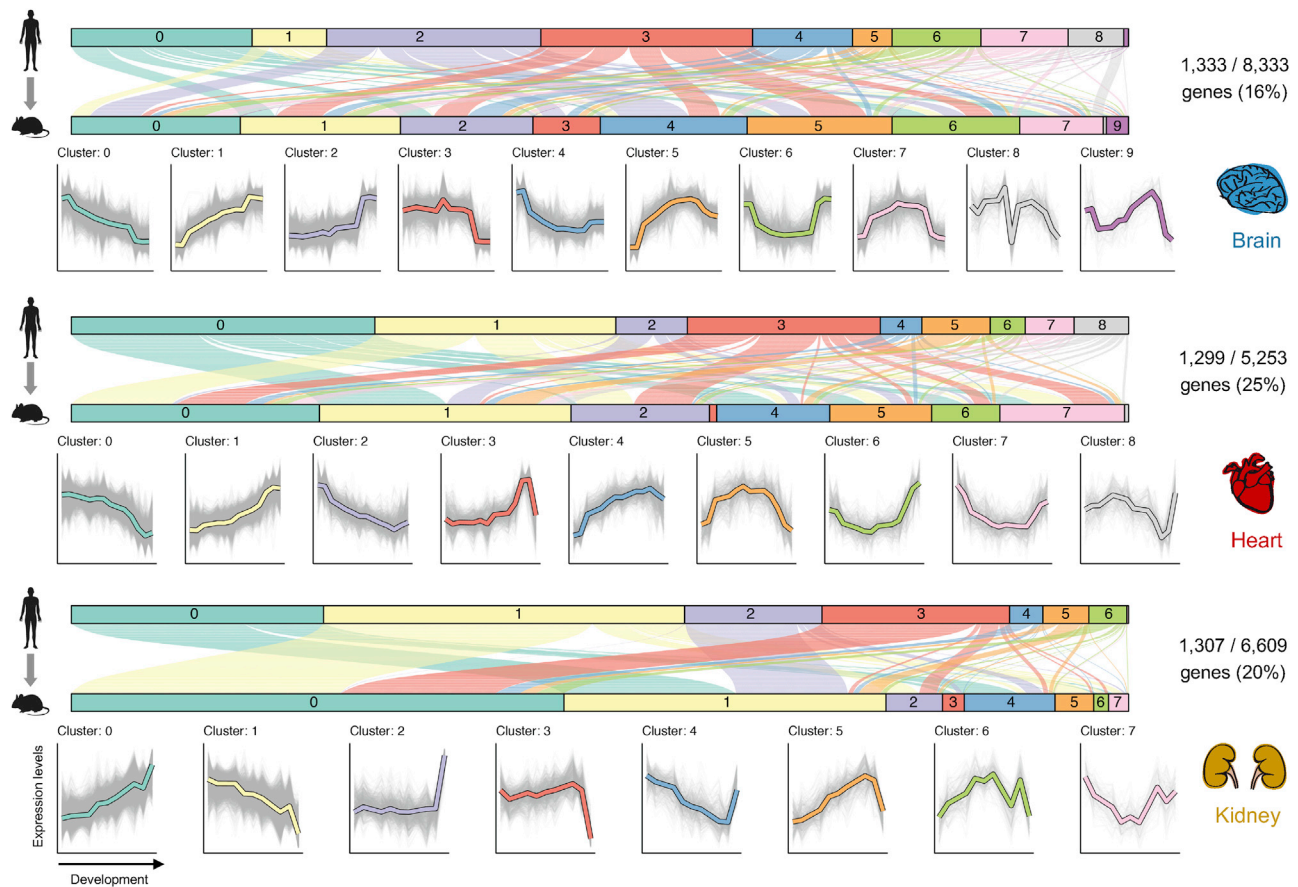 0 1 2 3 4 5 6 7 8
1,333 / 8,333
genes (16%)
0 1 2 3 4 5 6 7 9
Cluster: 0 Cluster: 1 Cluster: 2 Cluster: 3 Cluster: 4 Cluster: 5 Cluster: 6 Cluster: 7 Cluster: 8 Cluster: 9
Brain
0 1 2 3 4 5 6 7 8
1,299 / 5,253
genes (25%)
0 1 2 4 5 6 7
Cluster: 0 Cluster: 1 Cluster: 2 Cluster: 3 Cluster: 4 Cluster: 5 Cluster: 6 Cluster: 7 Cluster: 8
Heart
0 1 2 3 4 5 6
1,307 / 6,609
genes (20%)
0 1 2 3 4 5 6 7
Cluster: 0 Cluster: 1 Cluster: 2 Cluster: 3 Cluster: 4 Cluster: 5 Cluster: 6 Cluster: 7
Expression levels
Kidney
Development